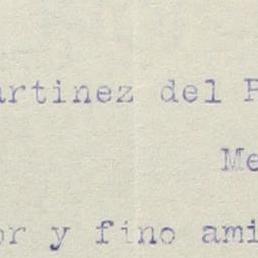 artinez del P
Me
or y fino ami